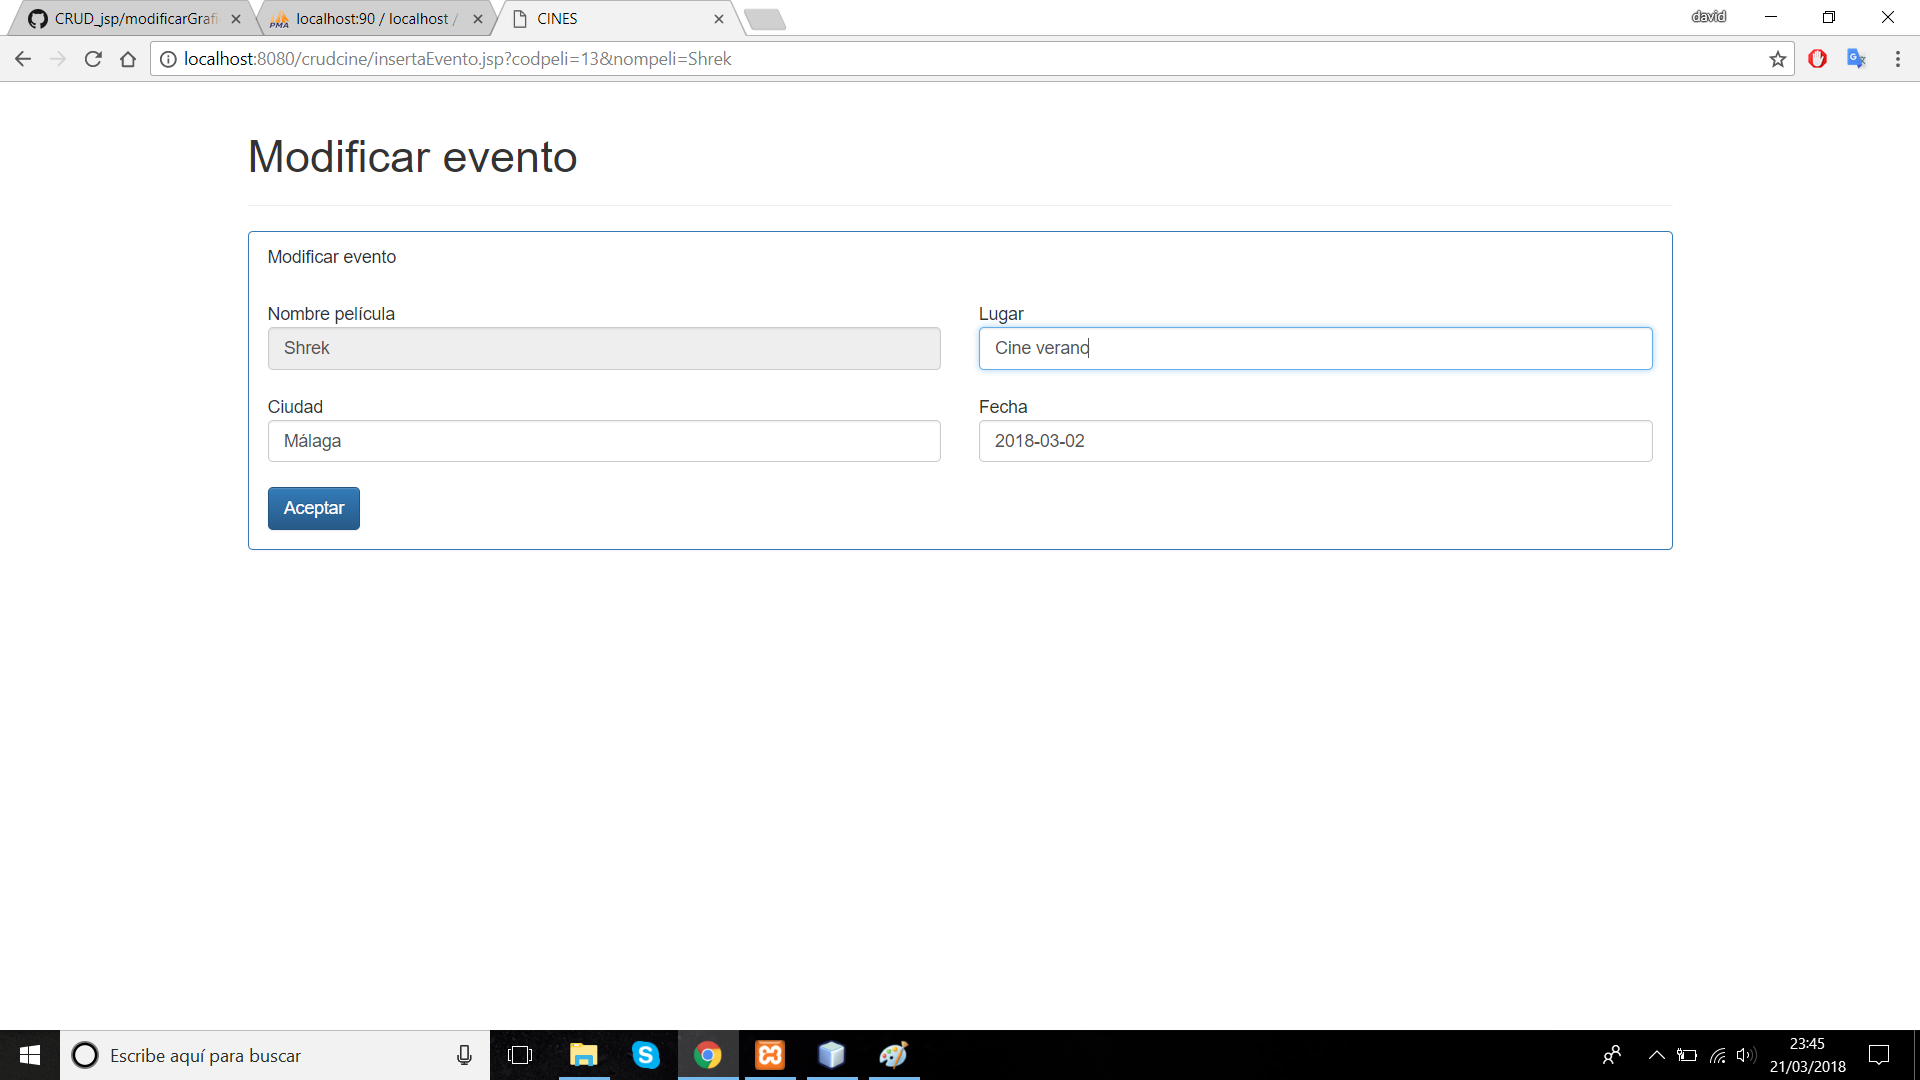 CRUD_jsp/modificarGrafi
localhost:90 / localhost /
CINES
david
localhost:8080/crudcine/insertaEvento.jsp?codpeli=13&nompeli=Shrek
Modificar evento
Modificar evento
Nombre película
Lugar
Shrek
Cine verano
Ciudad
Fecha
Málaga
2018-03-02
Aceptar
Escribe aquí para buscar
23:45
21/03/2018